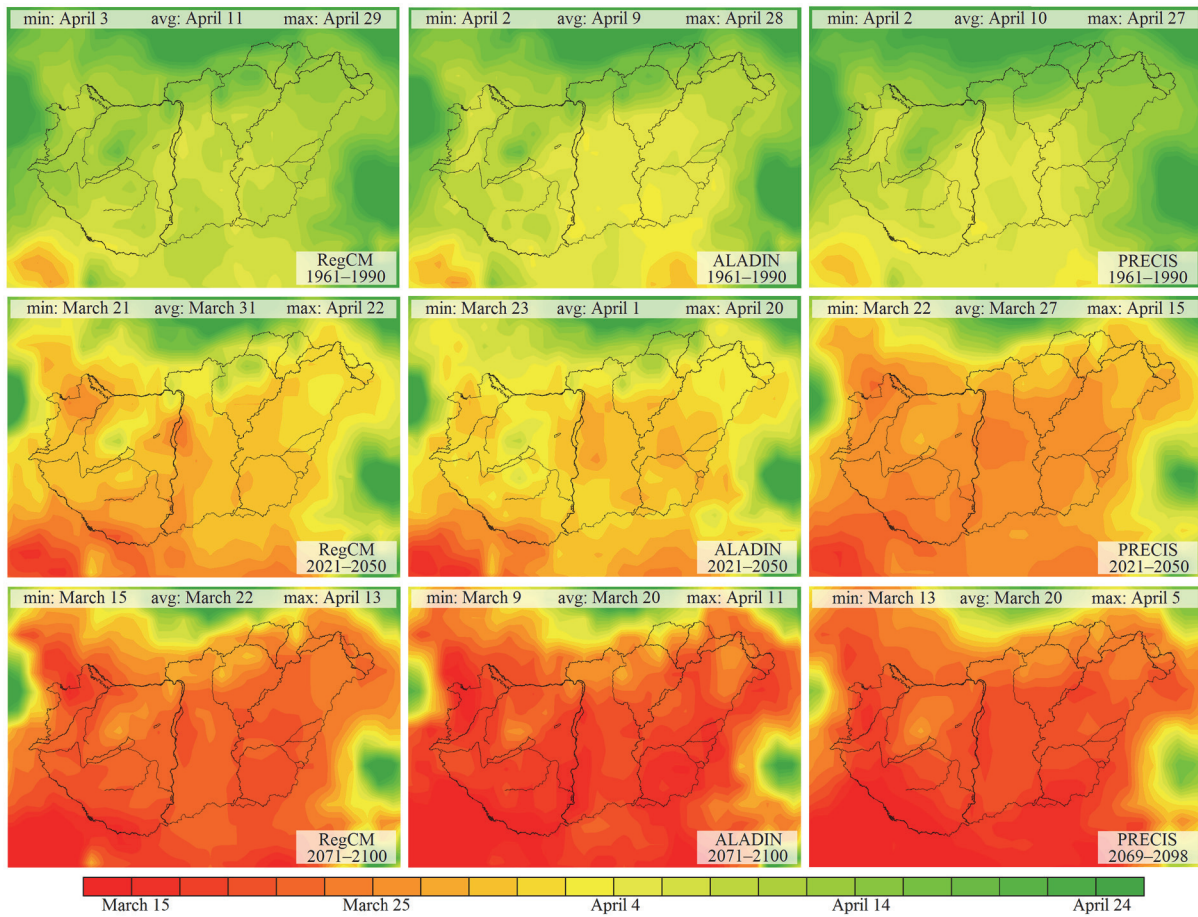 min: April 3 avg: April 11 max: April 29
min: April 2 avg: April 9 max: April 28
min: April 2 avg: April 10 max: April 27
RegCM
1961–1990
ALADIN
1961–1990
PRECIS
1961–1990
min: March 21 avg: March 31 max: April 22
min: March 23 avg: April 1 max: April 20
min: March 22 avg: March 27 max: April 15
RegCM
2021–2050
ALADIN
2021–2050
PRECIS
2021–2050
min: March 15 avg: March 22 max: April 13
min: March 9 avg: March 20 max: April 11
min: March 13 avg: March 20 max: April 5
RegCM
2071–2100
ALADIN
2071–2100
PRECIS
2069–2098
March 15 March 25 April 4 April 14 April 24